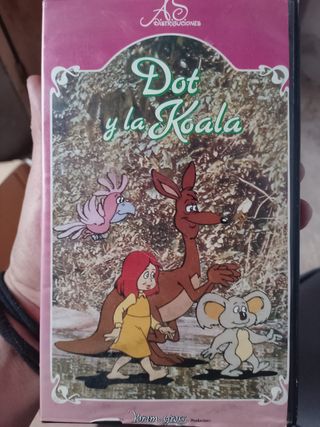 AS
DISTRIBUCIONES
Dot
y la Koala
Yoram Gross